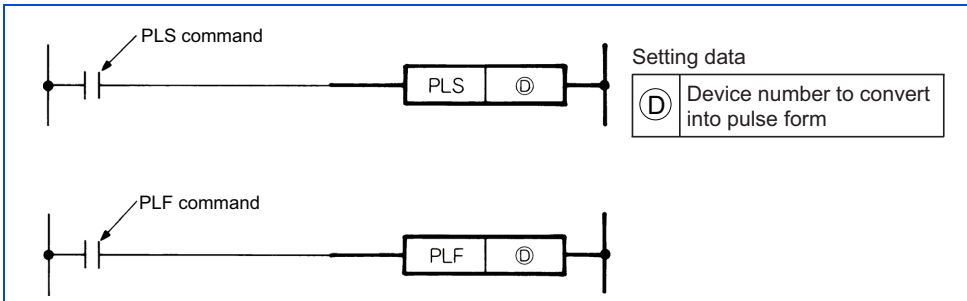 PLS command
PLS Ⓓ
Setting data
Ⓓ Device number to convert
into pulse form
PLF command
PLF Ⓓ